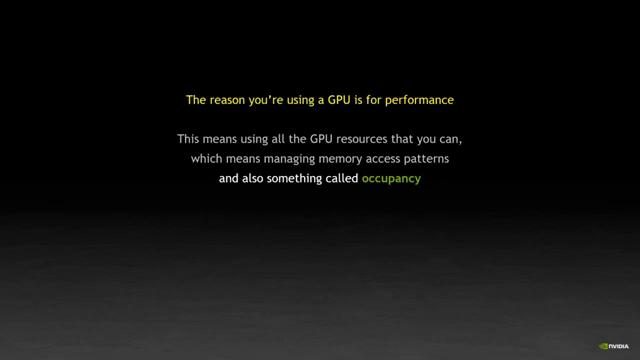 The reason you're using a GPU is for performance
This means using all the GPU resources that you can,
which means managing memory access patterns
and also something called occupancy
NVIDIA